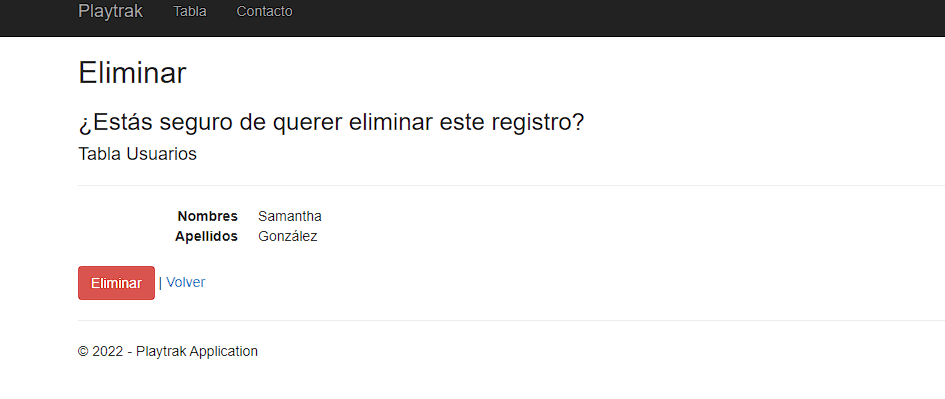 Playtrak Tabla Contacto
Eliminar
¿Estás seguro de querer eliminar este registro?
Tabla Usuarios
Nombres Samantha
Apellidos González
Eliminar | Volver
© 2022 - Playtrak Application